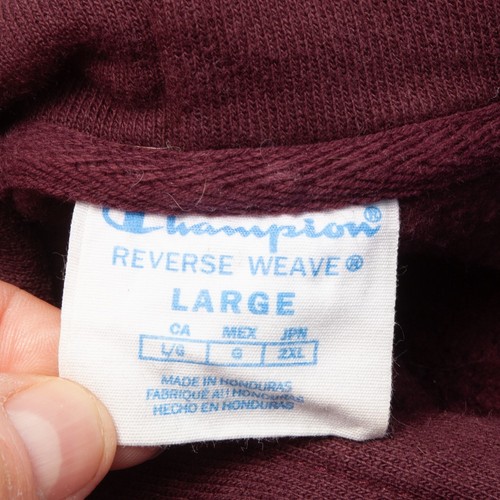 Champion®
REVERSE WEAVE®
LARGE
CA MEX JPN
L/G G 2XL
MADE IN HONDURAS
FABRIQUÉ AU HONDURAS
HECHO EN HONDURAS